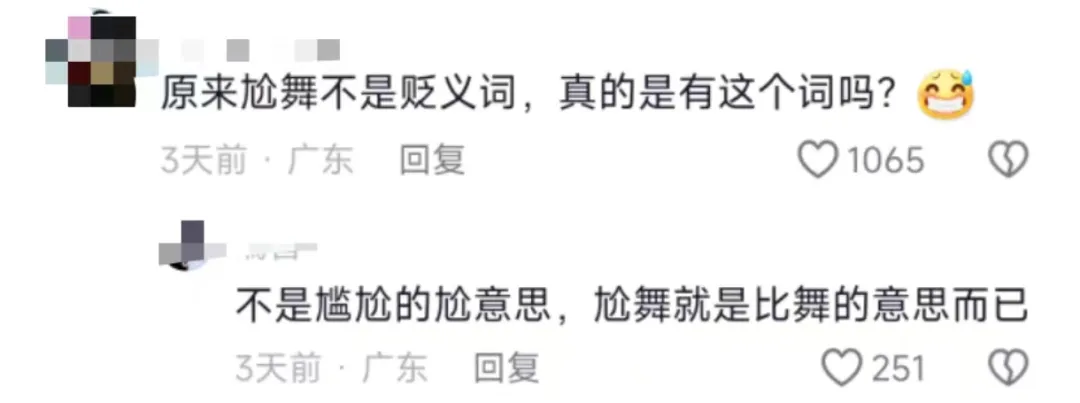 原来尬舞不是贬义词，真的是有这个词吗？😅
3天前 · 广东 回复 1065
不是尴尬的尬意思，尬舞就是比舞的意思而已
3天前 · 广东 回复 251